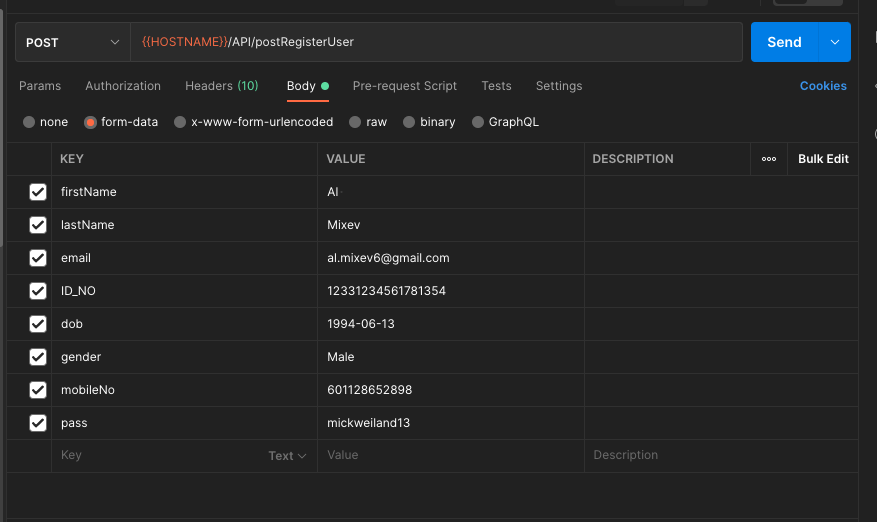 POST {{HOSTNAME}}/API/postRegisterUser Send
Params Authorization Headers (10) Body Pre-request Script Tests Settings Cookies
none form-data x-www-form-urlencoded raw binary GraphQL
KEY VALUE DESCRIPTION ooo Bulk Edit
firstName Al
lastName Mixev
email al.mixev6@gmail.com
ID_NO 12331234561781354
dob 1994-06-13
gender Male
mobileNo 601128652898
pass mickweiland13
Key Text Value Description